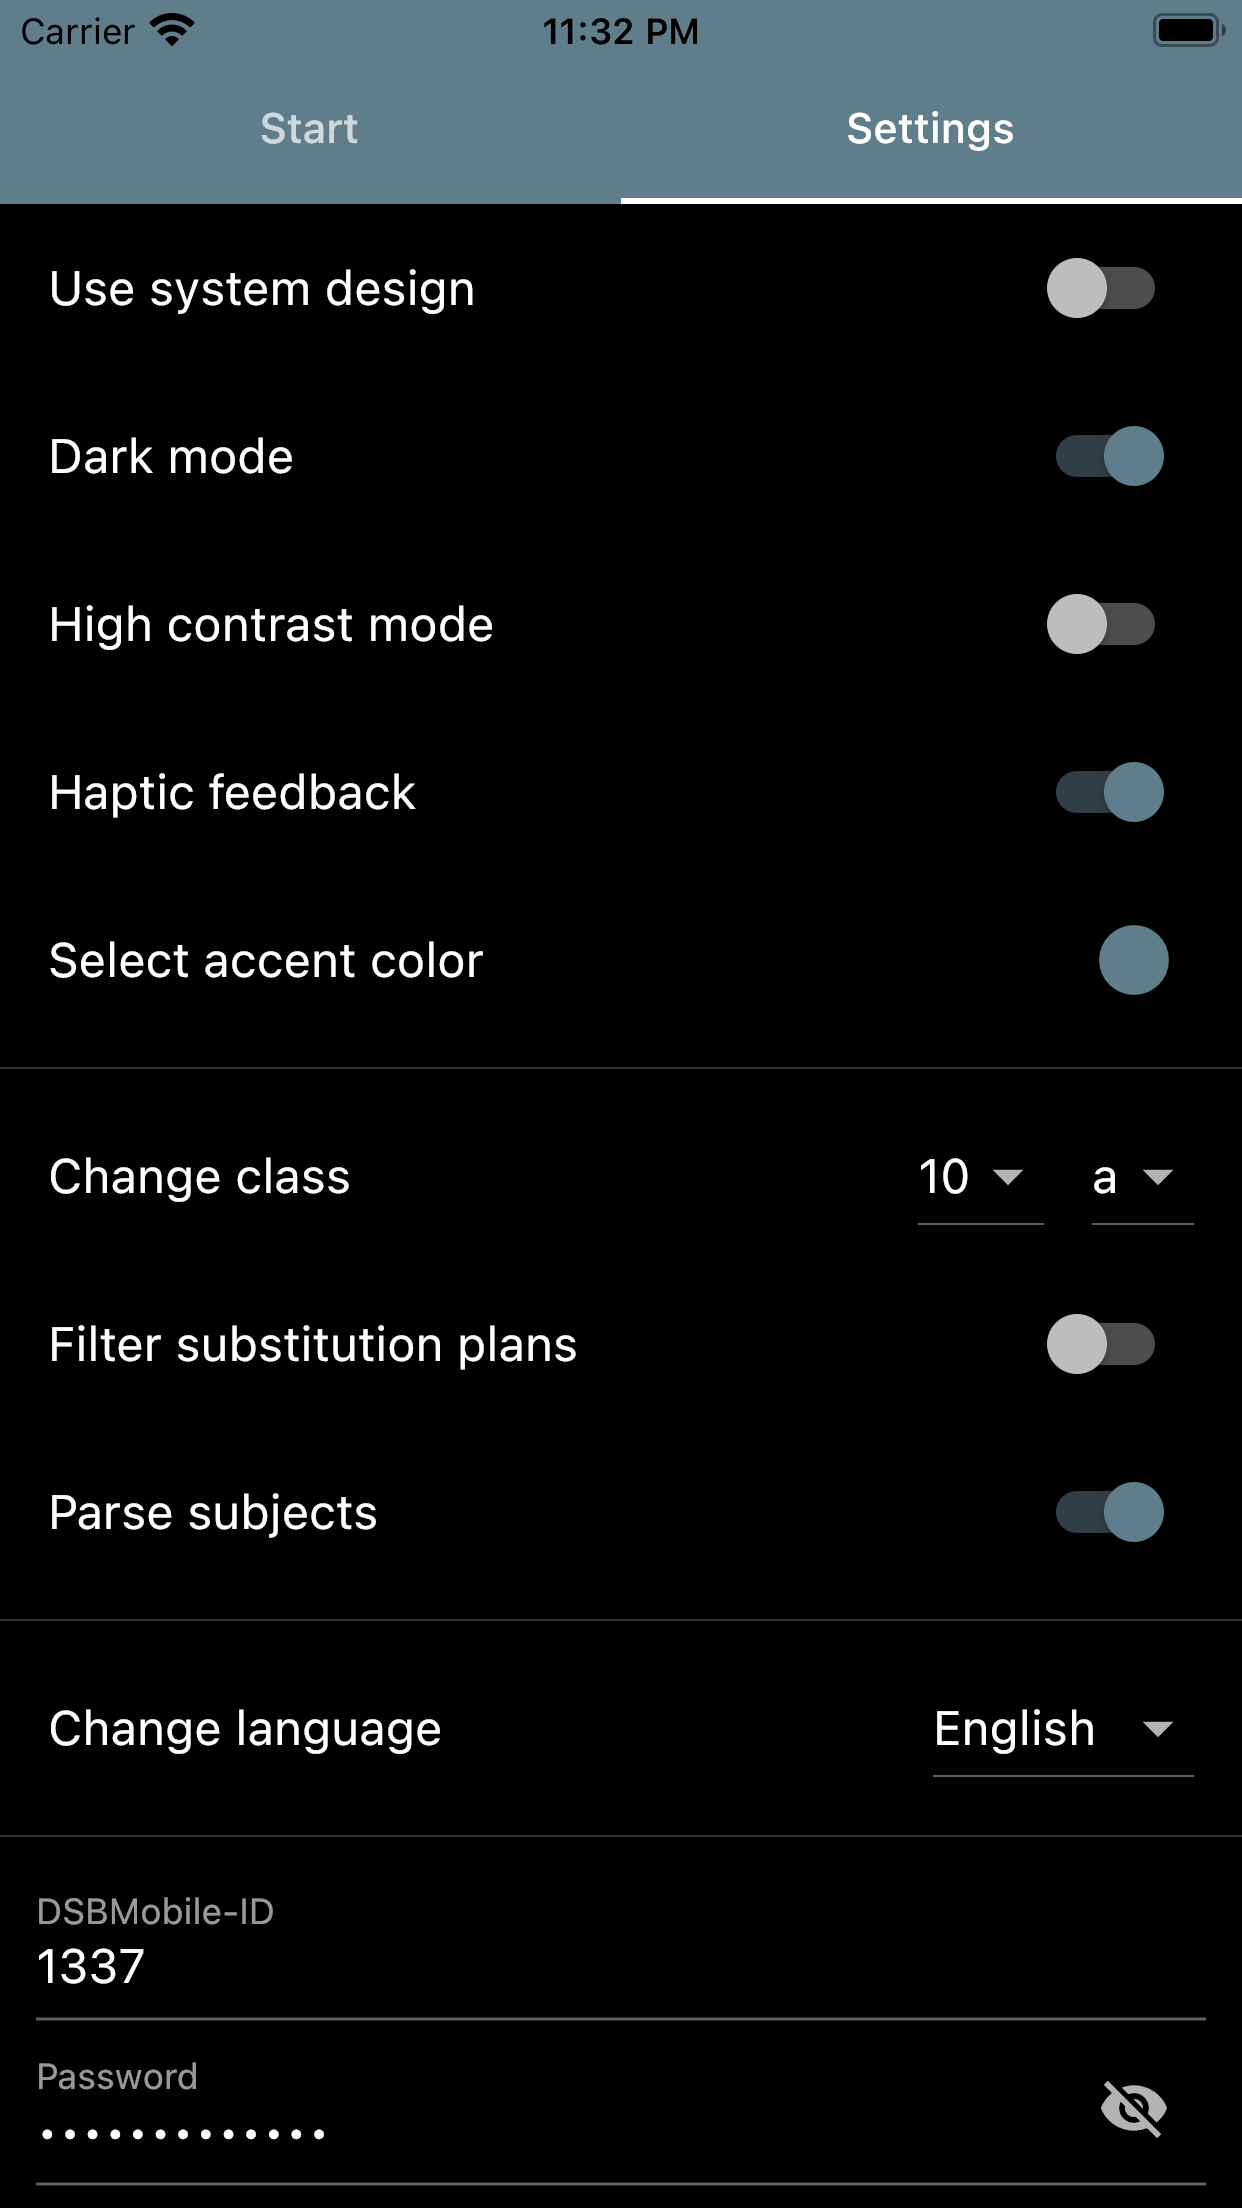 Carrier 11:32 PM
Start Settings
Use system design
Dark mode
High contrast mode
Haptic feedback
Select accent color
Change class 10 a
Filter substitution plans
Parse subjects
Change language English
DSBMobile-ID
1337
Password
•••••••••••••